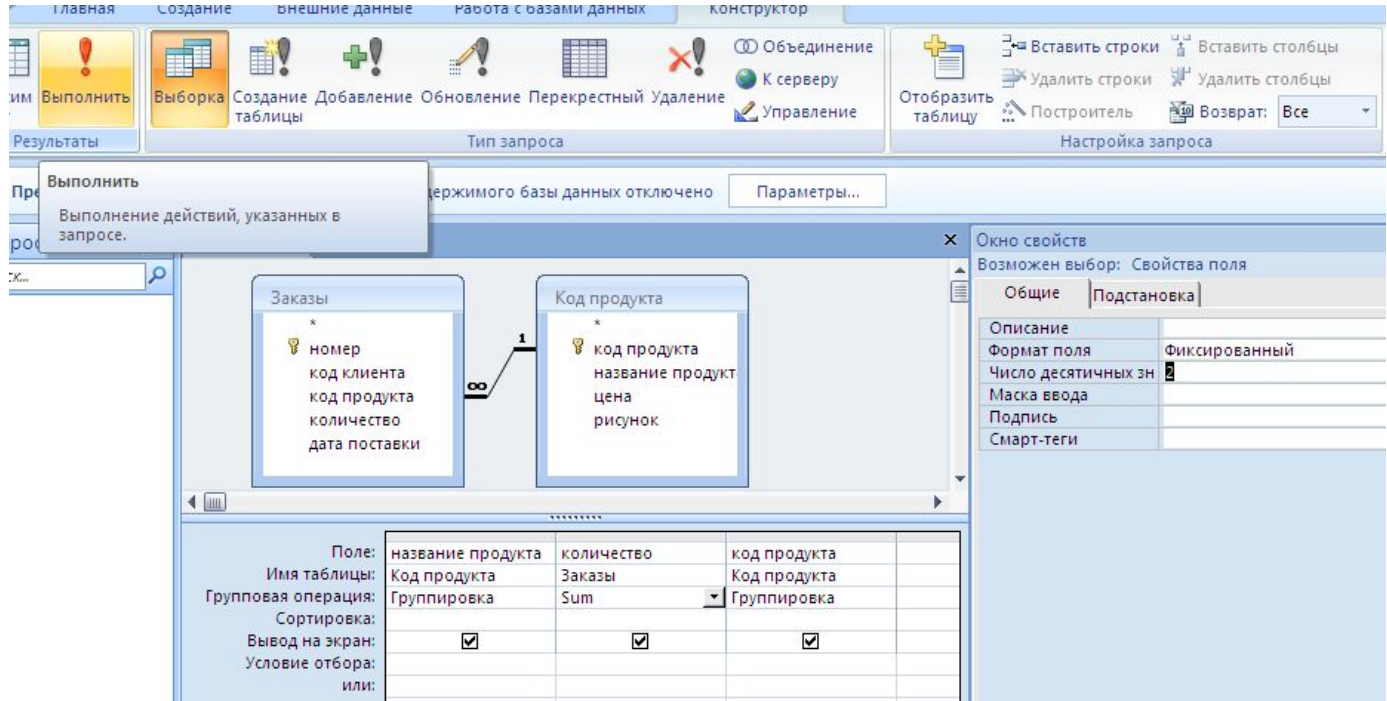 Главная Создание Внешние данные Работа с базами данных Конструктор
Выполнить
Выборка
Создание таблицы
Добавление
Обновление
Перекрестный
Удаление
Объединение
К серверу
Управление
Отобразить таблицу
Вставить строки
Удалить строки
Построитель
Вставить столбцы
Удалить столбцы
Возврат: Все
Результаты
Тип запроса
Настройка запроса
Выполнить
Выполнение действий, указанных в
запросе.
базы данных отключено
Параметры...
Заказы
*
номер
код клиента
код продукта
количество
дата поставки
∞
1
Код продукта
*
код продукта
название продукт
цена
рисунок
Окно свойств
Возможен выбор: Свойства поля
Общие Подстановка
Описание
Формат поля Фиксированный
Число десятичных зн 2
Маска ввода
Подпись
Смарт-теги
Поле: название продукта количество код продукта
Имя таблицы: Код продукта Заказы Код продукта
Групповая операция: Группировка Sum Группировка
Сортировка:
Вывод на экран:
Условие отбора:
или: